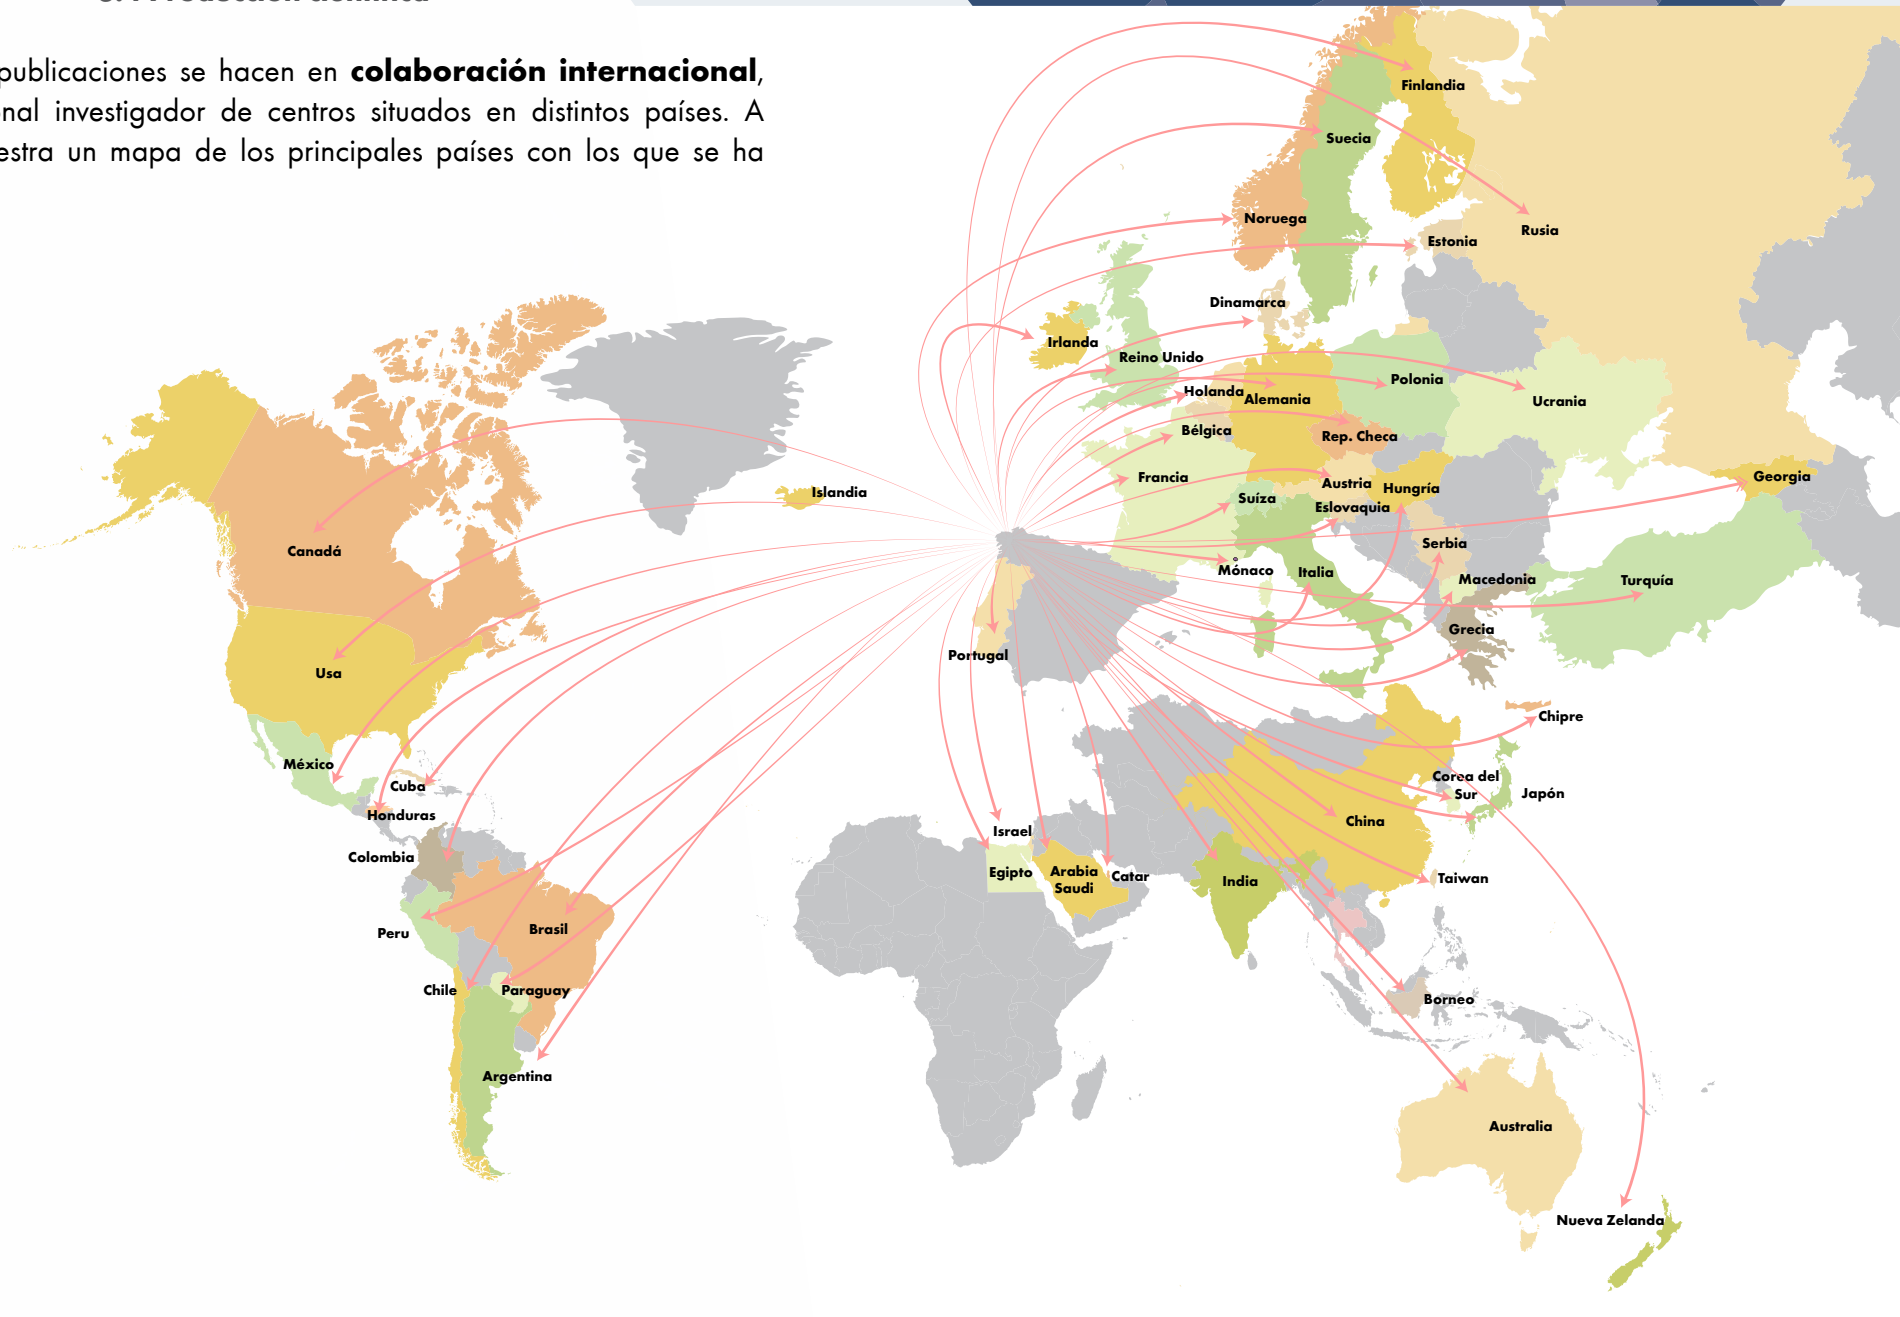 publicaciones se hacen en colaboración internacional,
investigador de centros situados en distintos países. A
un mapa de los principales países con los que se ha
Finlandia
Suecia
Noruega
Rusia
Estonia
Dinamarca
Irlanda
Reino Unido
Polonia
Holanda
Alemania
Ucrania
Bélgica
Rep. Checa
Francia
Georgia
Austria
Hungría
Islandia
Suíza
Eslovaquia
Serbia
Canadá
Mónaco
Italia
Macedonia
Turquía
Grecia
Portugal
Usa
Chipre
México
Corea del
Sur
Cuba
Japón
Honduras
China
Israel
Colombia
Egipto
Arabia
Saudi
Catar
India
Taiwan
Brasil
Peru
Chile
Paraguay
Borneo
Argentina
Australia
Nueva Zelanda